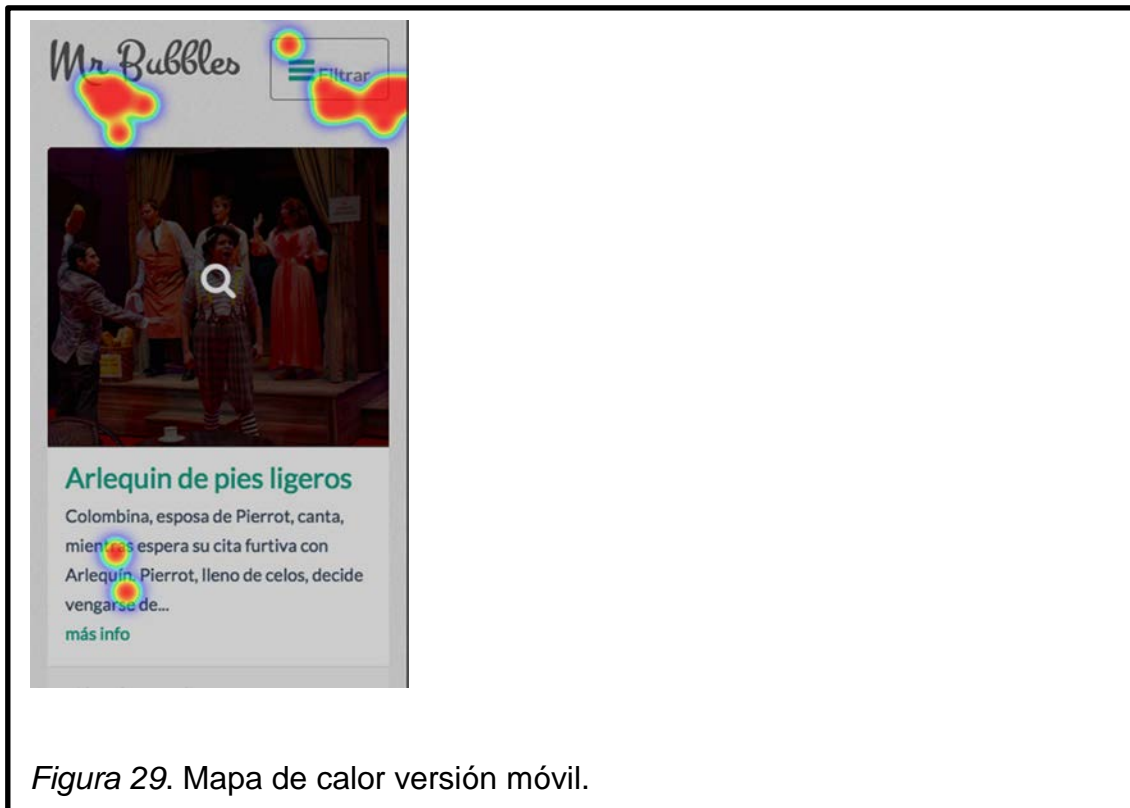 Mr Bubbles
Filtrar
Arlequin de pies ligeros
Colombina, esposa de Pierrot, canta,
mientras espera su cita furtiva con
Arlequín. Pierrot, lleno de celos, decide
vengarse de...
más info
Figura 29. Mapa de calor versión móvil.